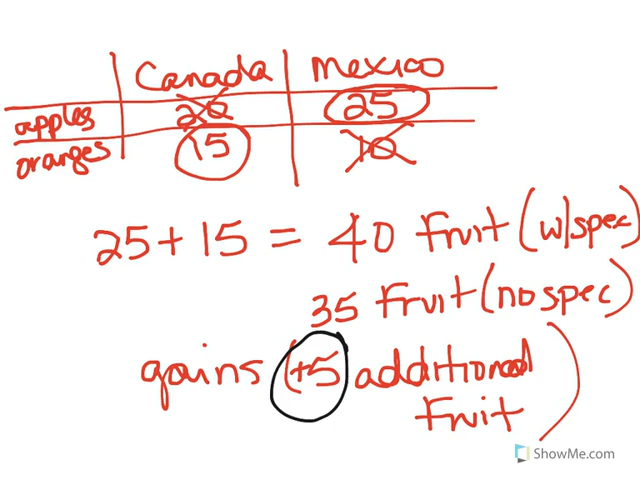 Canada Mexico
apples 20 25
oranges 15 10
25 + 15 = 40 Fruit (w/spec)
35 Fruit (no spec)
gains (+5 additional
Fruit)
ShowMe.com